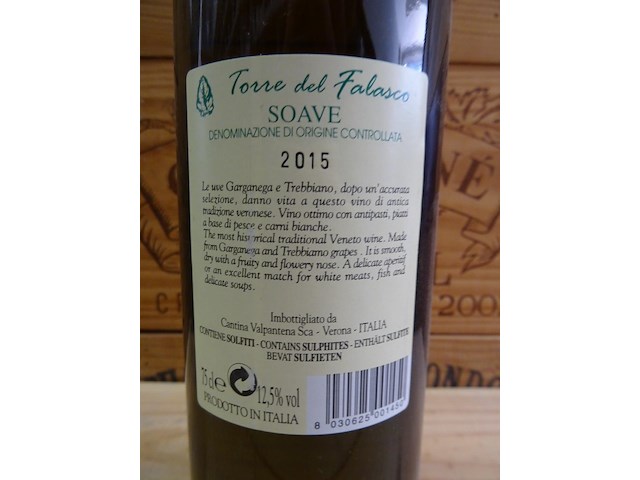 Torre del Falasco
SOAVE
DENOMINAZIONE DI ORIGINE CONTROLLATA
2015
Le uve Garganega e Trebbiano, dopo un'accurata
selezione, danno vita a questo vino di antica
tradizione veronese. Vino ottimo con antipasti, piatti
a base di pesce e carni bianche.
The most historical traditional Veneto wine. Made
from Garganega and Trebbiamo grapes . It is smooth,
dry with a fruity and flowery nose. A delicate aperitif
or an excellent match for white meats, fish and
delicate soups.
Imbottigliato da
Cantina Valpantena Sca - Verona - ITALIA
CONTIENE SOLFITI - CONTAINS SULPHITES - ENTHÄLT SULFITE
BEVAT SULFIETEN
75 cl e 12,5% vol
PRODOTTO IN ITALIA
8 030625 001450